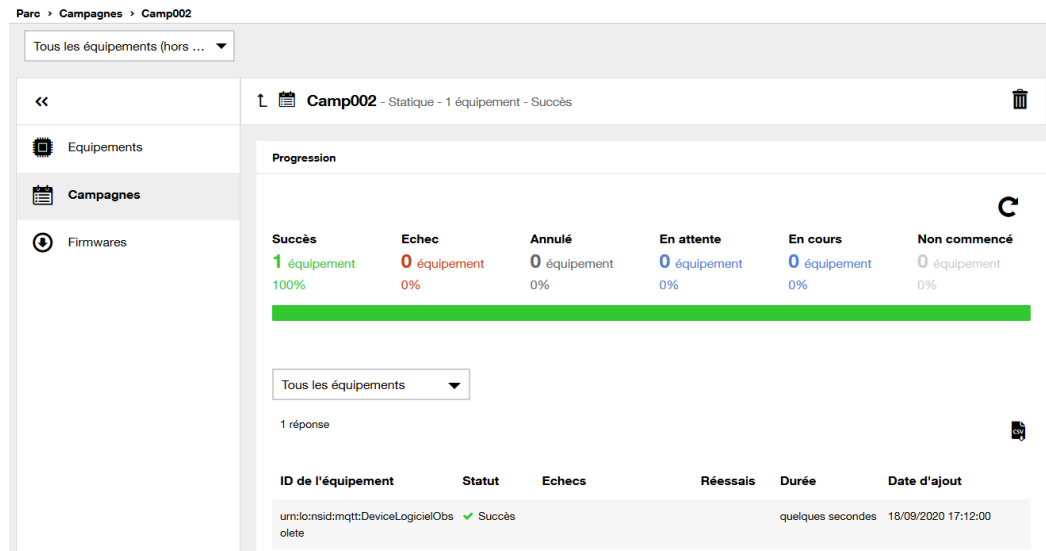 Parc › Campagnes › Camp002
Tous les équipements (hors ...
Camp002 - Statique - 1 équipement - Succès
Equipements
Campagnes
Firmwares
Progression
Succès Echec Annulé En attente En cours Non commencé
1 équipement 0 équipement 0 équipement 0 équipement 0 équipement 0 équipement
100% 0% 0% 0% 0% 0%
Tous les équipements
1 réponse
CSV
ID de l'équipement Statut Echecs Réessais Durée Date d'ajout
urn:lo:nsid:mqtt:DeviceLogicielObs Succès quelques secondes 18/09/2020 17:12:00
olete